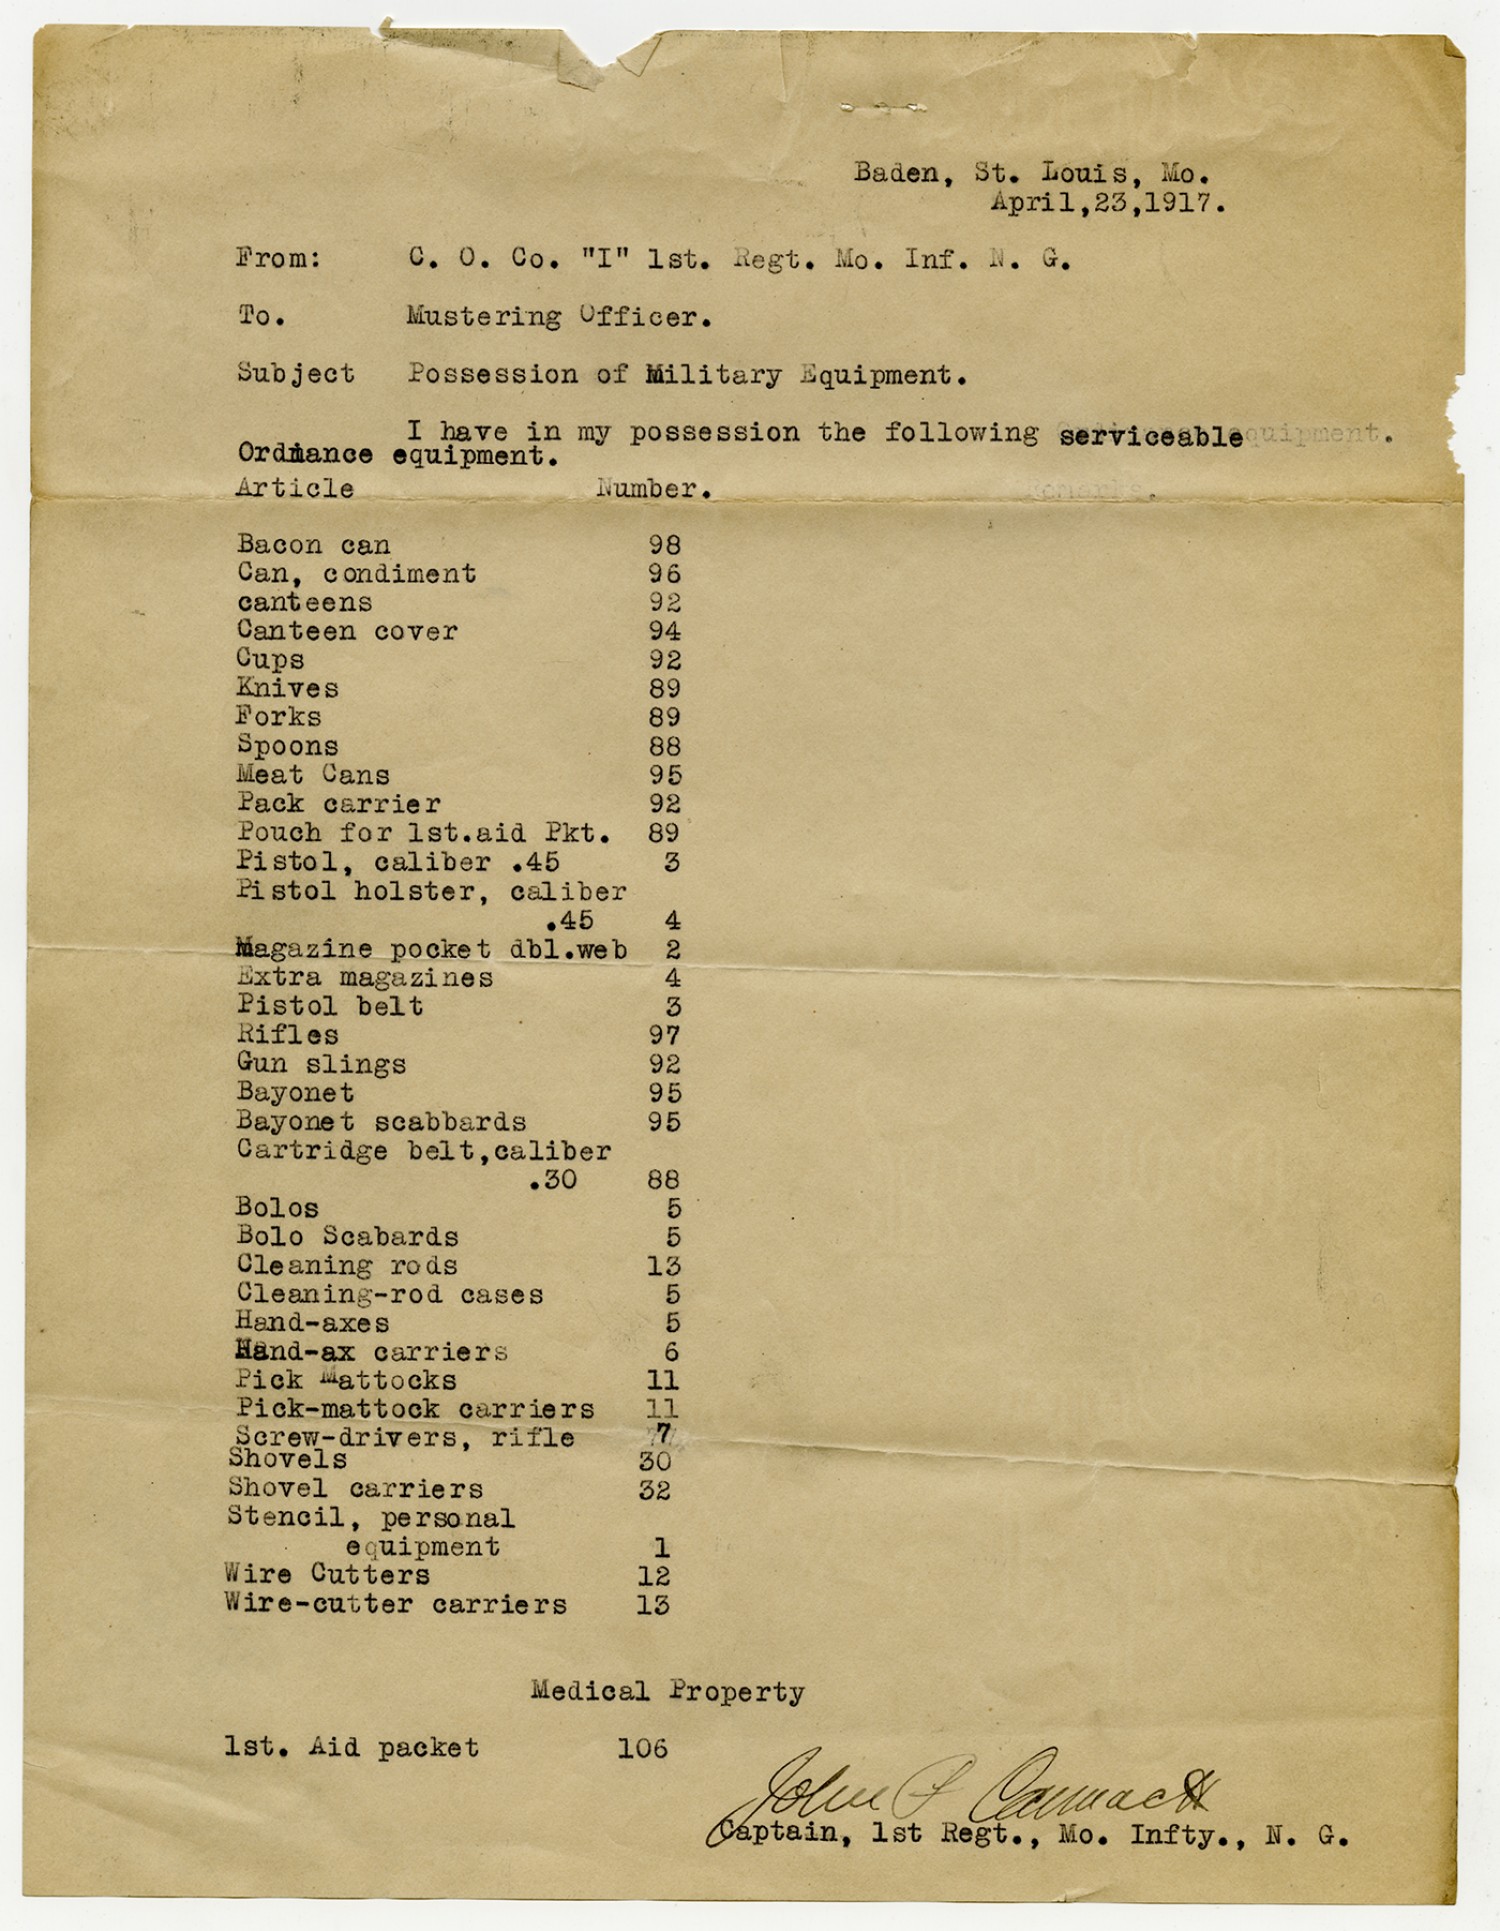 Baden, St. Louis, Mo.
April,23,1917.
From: C. O. Co. "I" 1st. Regt. Mo. Inf. N. G.
To. Mustering Officer.
Subject Possession of Military Equipment.
I have in my possession the following serviceable equipment.
Ordnance equipment.
Article Number. Remarks.
Bacon can 98
Can, condiment 96
canteens 92
Canteen cover 94
Cups 92
Knives 89
Forks 89
Spoons 88
Meat Cans 95
Pack carrier 92
Pouch for 1st.aid Pkt. 89
Pistol, caliber .45 3
Pistol holster, caliber
.45 4
Magazine pocket dbl.web 2
Extra magazines 4
Pistol belt 3
Rifles 97
Gun slings 92
Bayonet 95
Bayonet scabbards 95
Cartridge belt,caliber
.30 88
Bolos 5
Bolo Scabards 5
Cleaning rods 13
Cleaning-rod cases 5
Hand-axes 5
Hand-ax carriers 6
Pick Mattocks 11
Pick-mattock carriers 11
Screw-drivers, rifle 7
Shovels 30
Shovel carriers 32
Stencil, personal
equipment 1
Wire Cutters 12
Wire-cutter carriers 13
Medical Property
1st. Aid packet 106
John
Captain, 1st Regt., Mo. Infty., N. G.